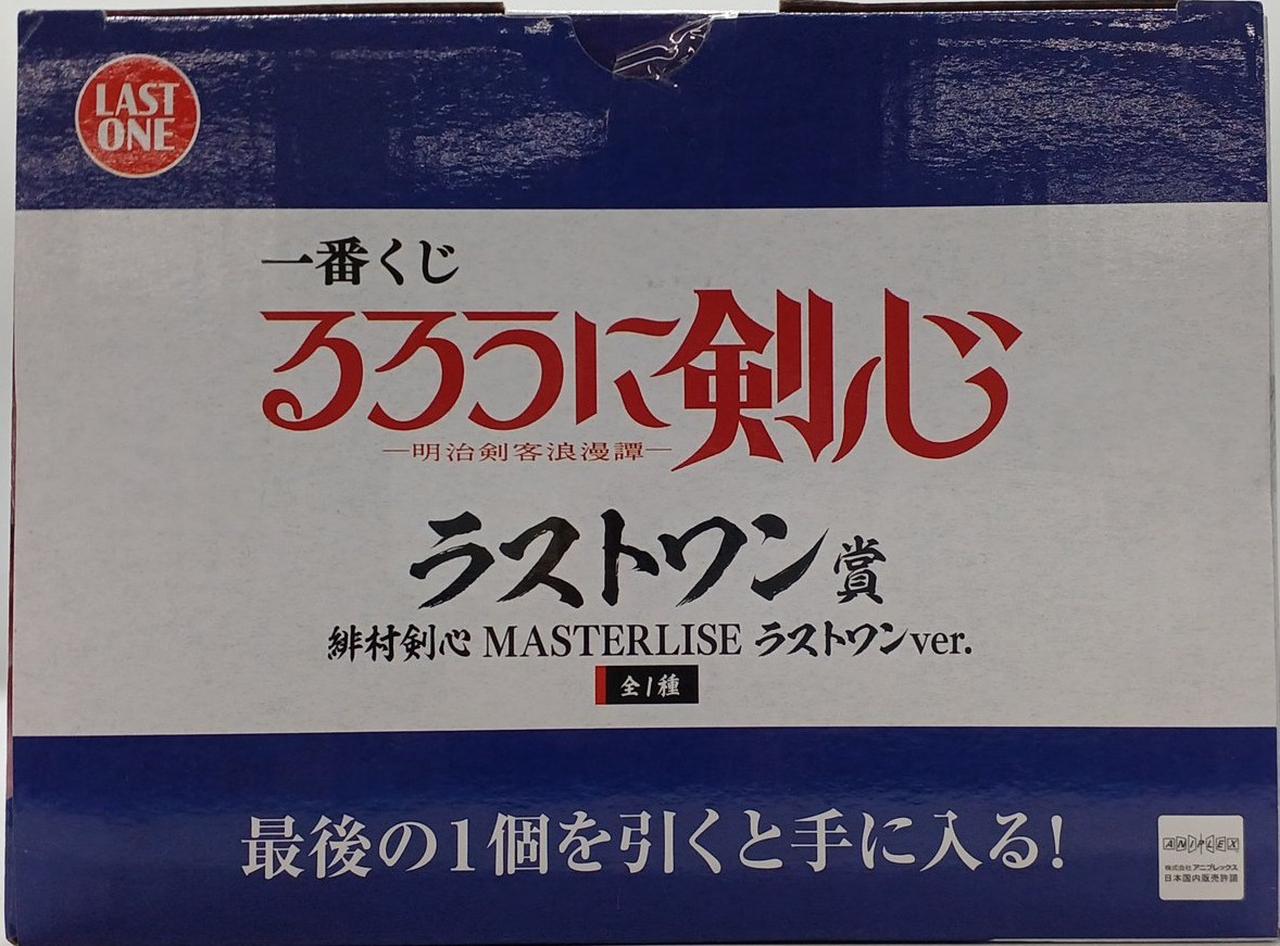 LAST
ONE
一番くじ
るろうに剣心
―明治剣客浪漫譚―
ラストワン賞
緋村剣心 MASTERLISE ラストワンver.
全1種
最後の1個を引くと手に入る!
ANIPLEX
株式会社アニプレックス
日本国内販売許諾